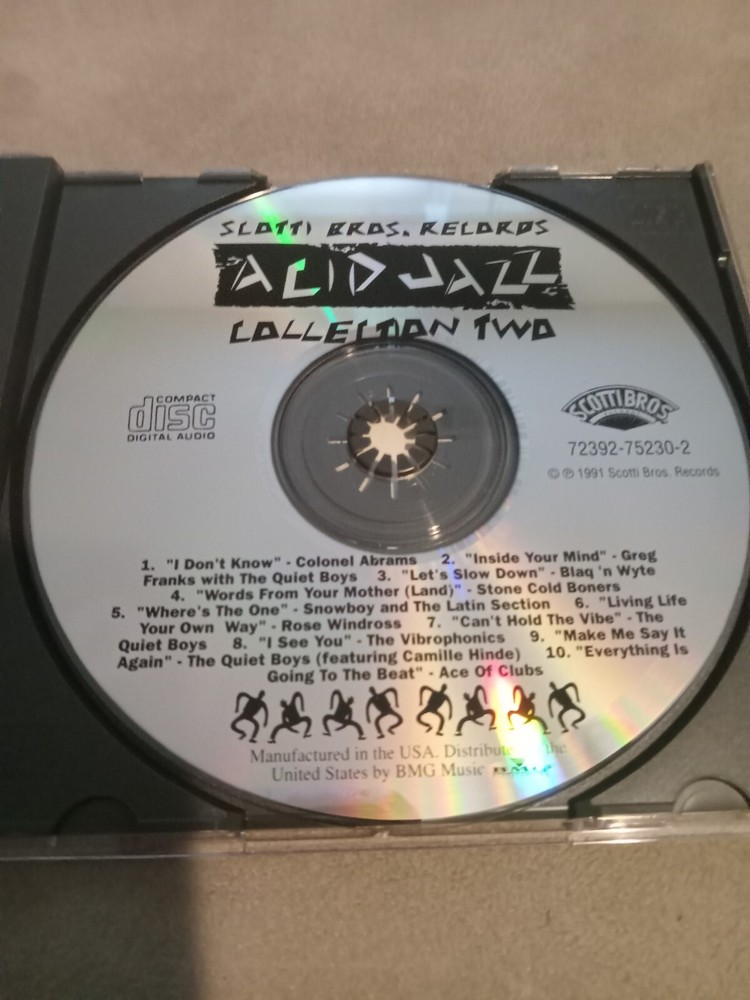 SCOTTI BROS. RECORDS
ACID JAZZ
COLLECTION TWO
COMPACT
disc
DIGITAL AUDIO
SCOTTI BROS.
72392-75230-2
© ℗ 1991 Scotti Bros. Records
1. "I Don't Know" - Colonel Abrams 2. "Inside Your Mind" - Greg
Franks with The Quiet Boys 3. "Let's Slow Down" - Blaq 'n Wyte
4. "Words From Your Mother (Land)" - Stone Cold Boners
5. "Where's The One" - Snowboy and The Latin Section 6. "Living Life
Your Own Way" - Rose Windross 7. "Can't Hold The Vibe" - The
Quiet Boys 8. "I See You" - The Vibrophonics 9. "Make Me Say It
Again" - The Quiet Boys (featuring Camille Hinde) 10. "Everything Is
Going To The Beat" - Ace Of Clubs
Manufactured in the USA. Distribute the
United States by BMG Music BMG